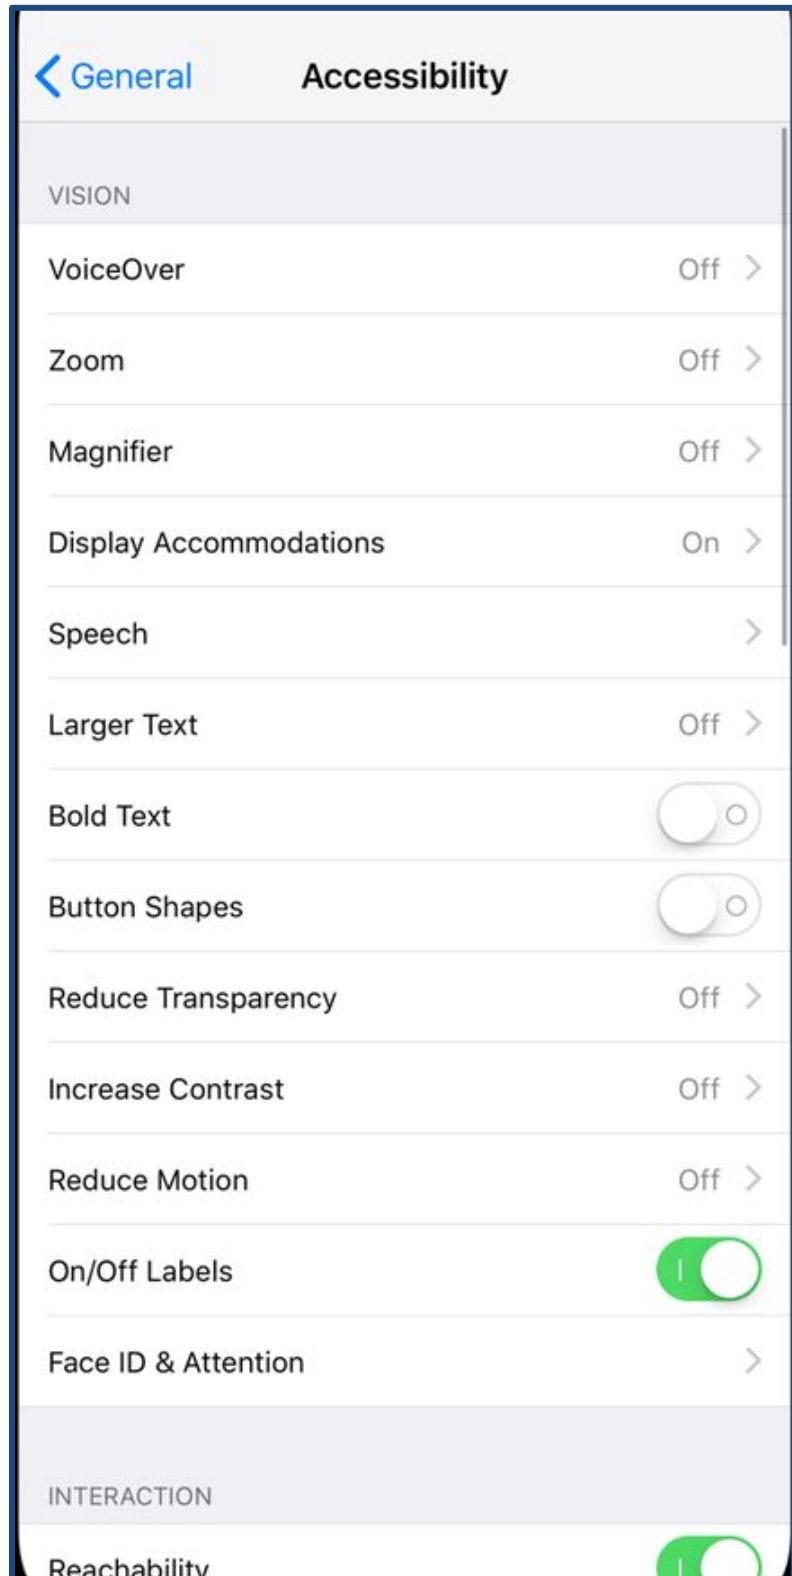 General Accessibility
VISION
VoiceOver Off
Zoom Off
Magnifier Off
Display Accommodations On
Speech
Larger Text Off
Bold Text
Button Shapes
Reduce Transparency Off
Increase Contrast Off
Reduce Motion Off
On/Off Labels
Face ID & Attention
INTERACTION
Reachability